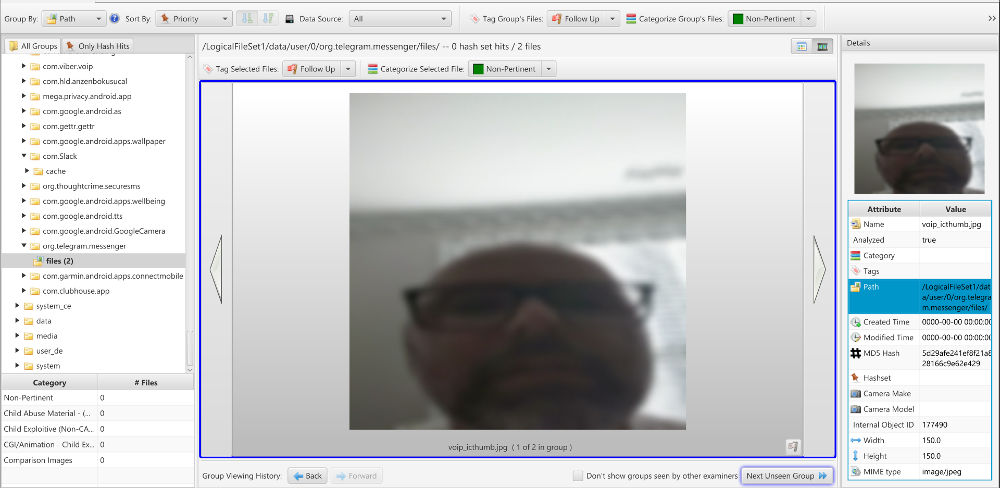 Group By: Path Sort By: Priority Data Source: All Tag Group's Files: Follow Up Categorize Group's Files: Non-Pertinent
All Groups Only Hash Hits
com.viber.voip
com.hld.anzenbokusucal
mega.privacy.android.app
com.google.android.as
com.gettr.gettr
com.google.android.apps.wallpaper
com.Slack
cache
org.thoughtcrime.securesms
com.google.android.apps.wellbeing
com.google.android.tts
com.google.android.GoogleCamera
org.telegram.messenger
files (2)
com.garmin.android.apps.connectmobile
com.clubhouse.app
system_ce
data
media
user_de
system
Category # Files
Non-Pertinent 0
Child Abuse Material - (... 0
Child Exploitive (Non-CA... 0
CGI/Animation - Child Ex... 0
Comparison Images 0
/LogicalFileSet1/data/user/0/org.telegram.messenger/files/ -- 0 hash set hits / 2 files
Tag Selected Files: Follow Up Categorize Selected File: Non-Pertinent
voip_icthumb.jpg ( 1 of 2 in group )
Group Viewing History: Back Forward Don't show groups seen by other examiners Next Unseen Group
Details
Attribute Value
Name voip_icthumb.jpg
Analyzed true
Category
Tags
Path /LogicalFileSet1/dat
a/user/0/org.telegra
m.messenger/files/
Created Time 0000-00-00 00:00:00
Modified Time 0000-00-00 00:00:00
MD5 Hash 5d29afe241ef8f21a8
28166c9e62e429
Hashset
Camera Make
Camera Model
Internal Object ID 177490
Width 150.0
Height 150.0
MIME type image/jpeg